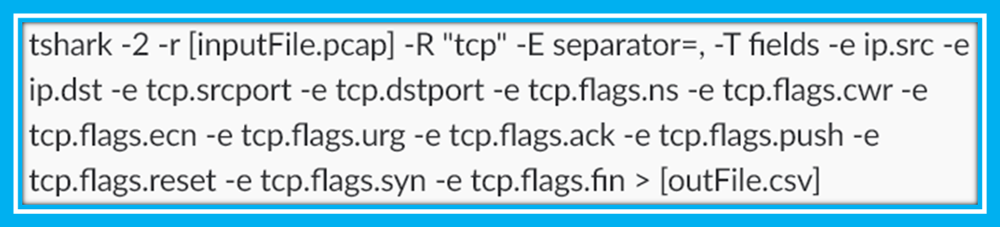 tshark -2 -r [inputFile.pcap] -R "tcp" -E separator=, -T fields -e ip.src -e
ip.dst -e tcp.srcport -e tcp.dstport -e tcp.flags.ns -e tcp.flags.cwr -e
tcp.flags.ecn -e tcp.flags.urg -e tcp.flags.ack -e tcp.flags.push -e
tcp.flags.reset -e tcp.flags.syn -e tcp.flags.fin > [outFile.csv]